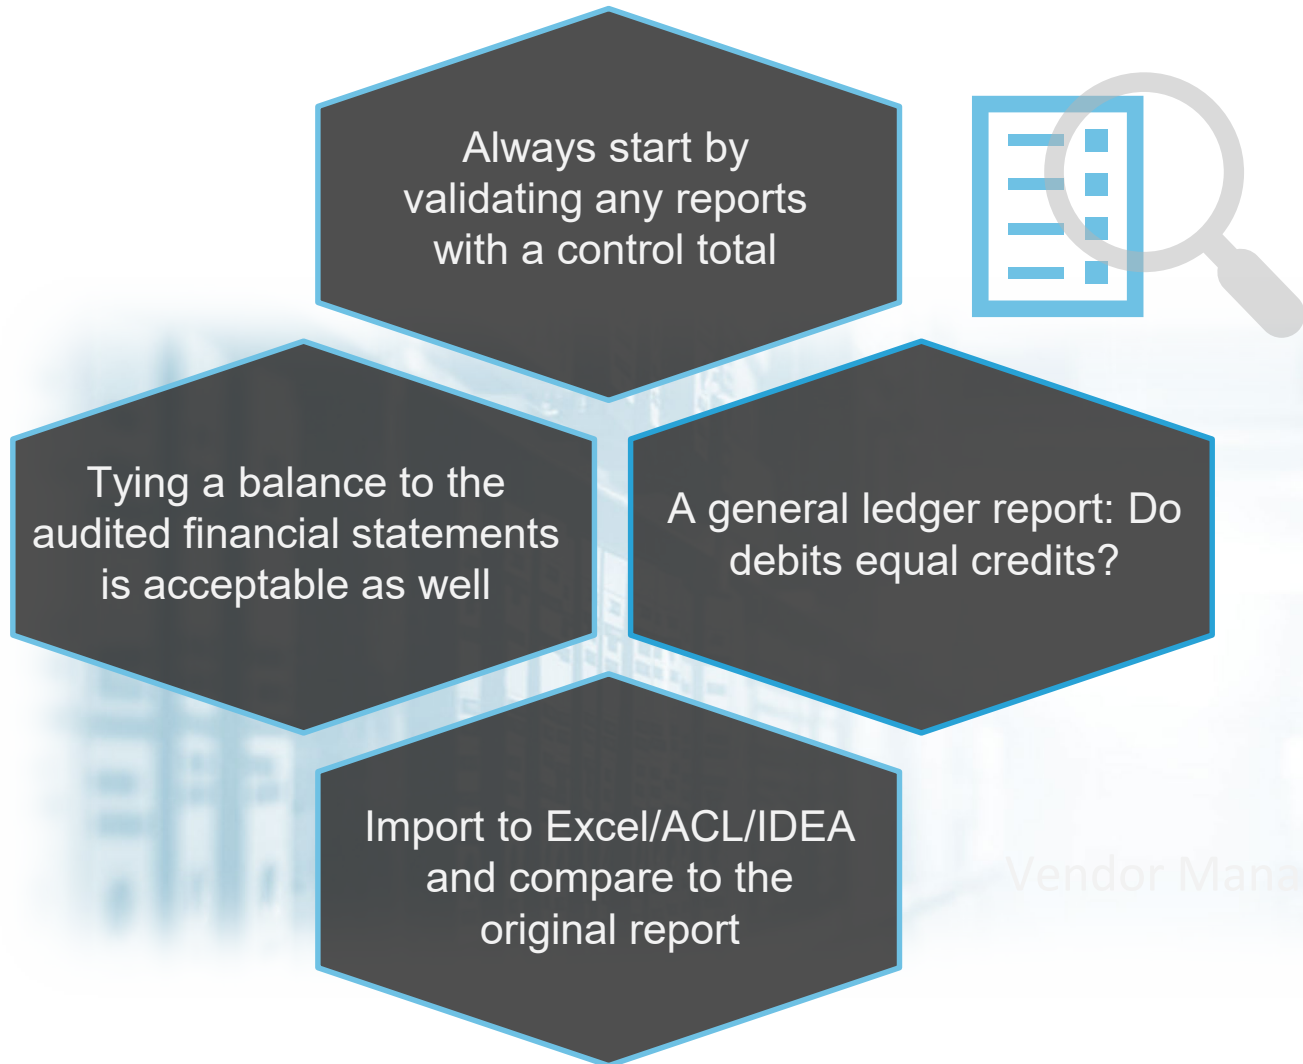 Always start by
validating any reports
with a control total
Tying a balance to the
audited financial statements
is acceptable as well
A general ledger report: Do
debits equal credits?
Import to Excel/ACL/IDEA
and compare to the
original report
Vendor Mana